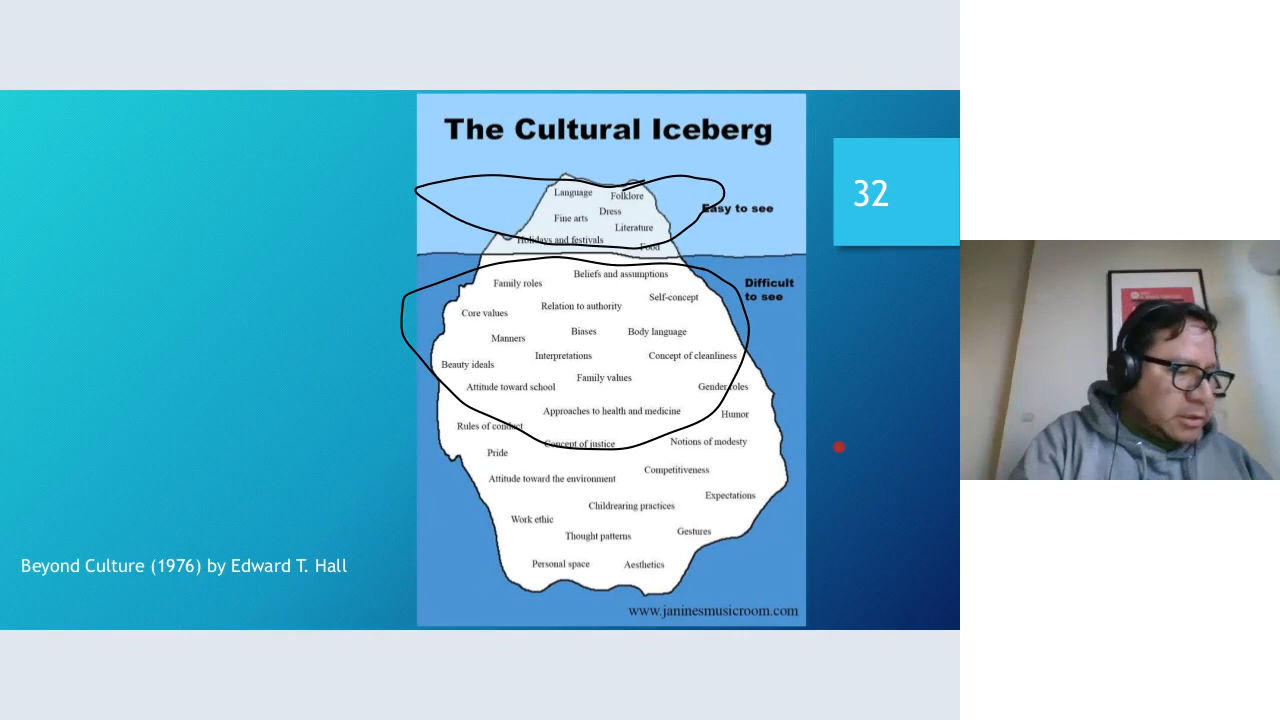 The Cultural Iceberg
32
Language
Folklore
Easy to see
Dress
Fine arts
Literature
Holidays and festivals
Food
Beliefs and assumptions
Difficult
to see
Family roles
Self-concept
Relation to authority
Core values
Biases
Body language
Manners
Interpretations
Concept of cleanliness
Beauty ideals
Family values
Attitude toward school
Gender roles
Approaches to health and medicine
Humor
Rules of conduct
Concept of justice
Notions of modesty
Pride
Competitiveness
Attitude toward the environment
Expectations
Childrearing practices
Work ethic
Gestures
Thought patterns
Personal space
Aesthetics
Beyond Culture (1976) by Edward T. Hall
www.janinesmusicroom.com